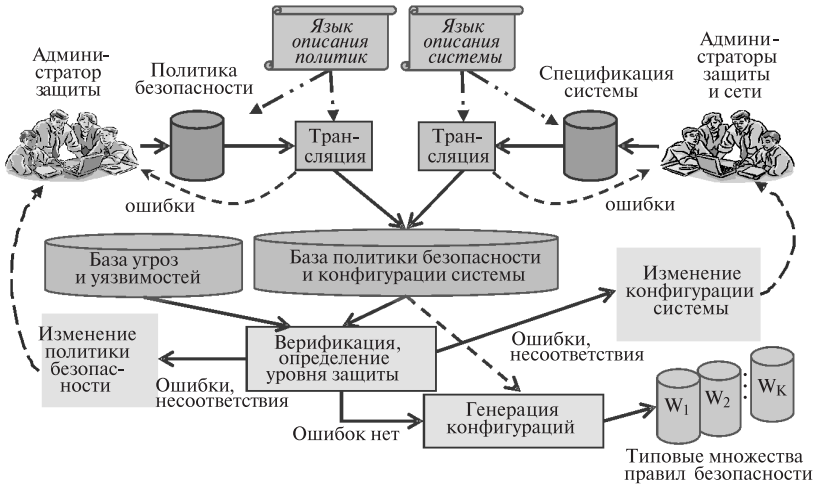 Язык
описания
политик
Язык
описания
системы
Админи-
стратор
защиты
Политика
безопасности
Спецификация
системы
Админи-
страторы
защиты
и сети
Тран-
сляция
Тран-
сляция
ошибки
ошибки
База угроз
и уязвимостей
База политики безопасности
и конфигурации системы
Изменение
конфигурации
системы
Изменение
политики
безопас-
ности
Верификация,
определение
уровня защиты
Ошибки,
несоответствия
Ошибки,
несоответствия
Ошибок нет
Генерация
конфигураций
W1
W2
WK
Типовые множества
правил безопасности